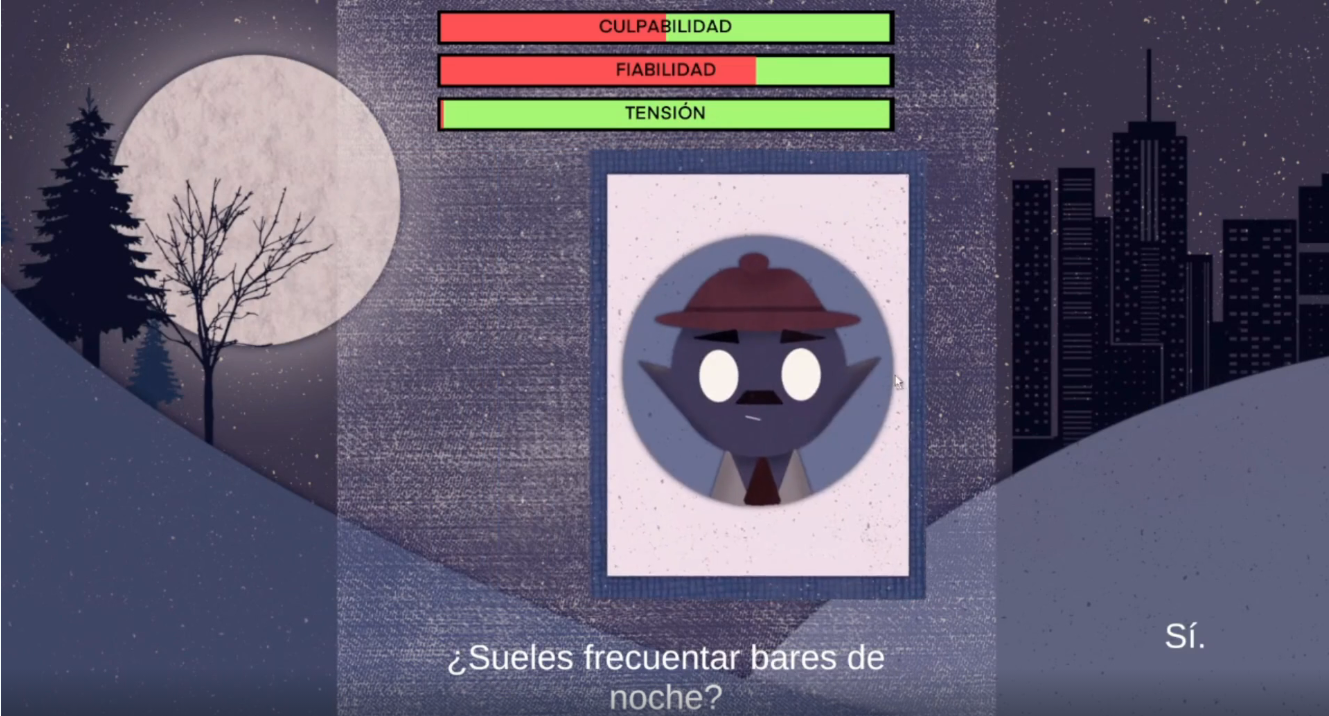 CULPABILIDAD
FIABILIDAD
TENSIÓN
¿Sueles frecuentar bares de
noche?
Sí.